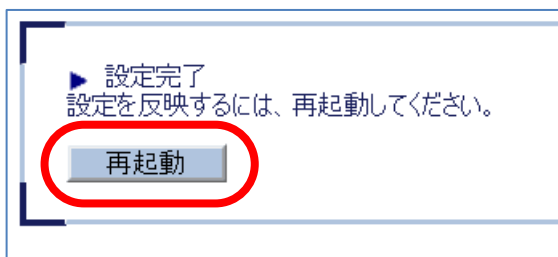 ▶ 設定完了
設定を反映するには、再起動してください。
再起動